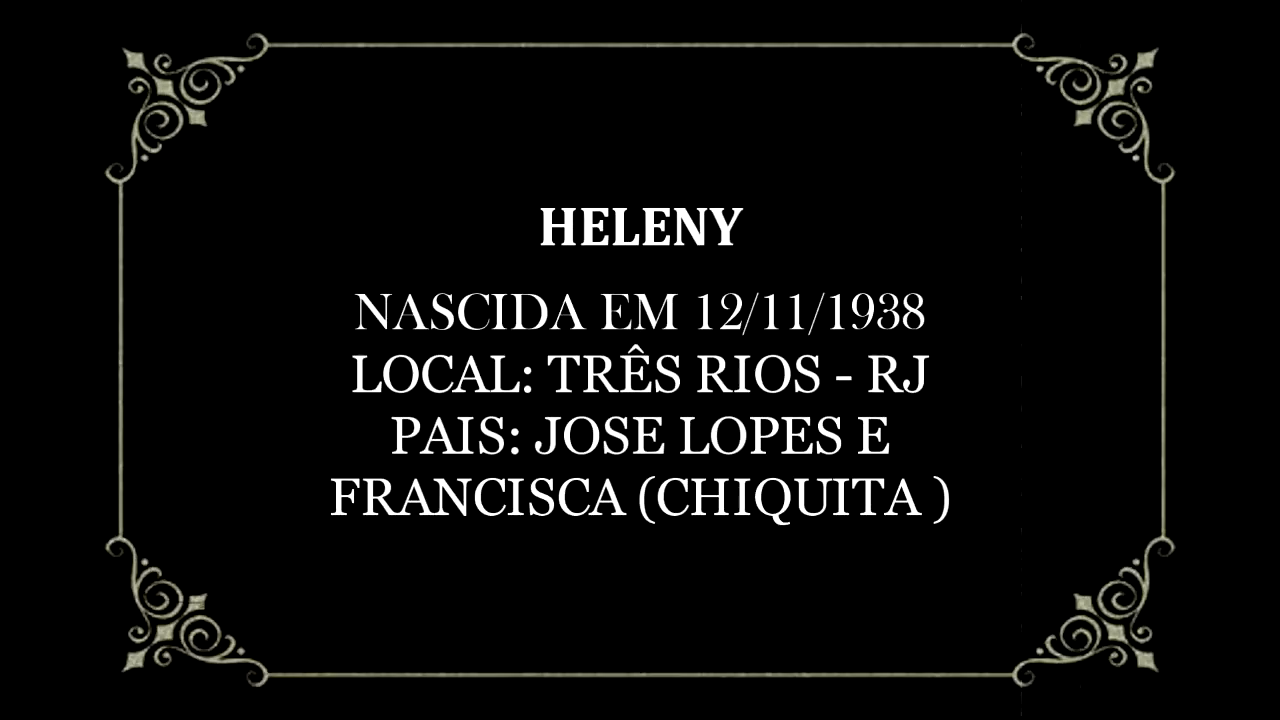 HELENY
NASCIDA EM 12/11/1938
LOCAL: TRÊS RIOS - RJ
PAIS: JOSE LOPES E
FRANCISCA (CHIQUITA )